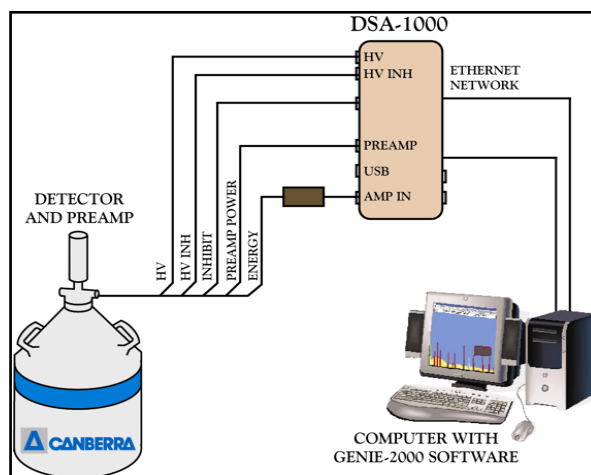 DSA-1000
HV
HV INH
ETHERNET
NETWORK
PREAMP
USB
AMP IN
DETECTOR
AND PREAMP
HV
HV INH
INHIBIT
PREAMP POWER
ENERGY
CANBERRA
COMPUTER WITH
GENIE-2000 SOFTWARE